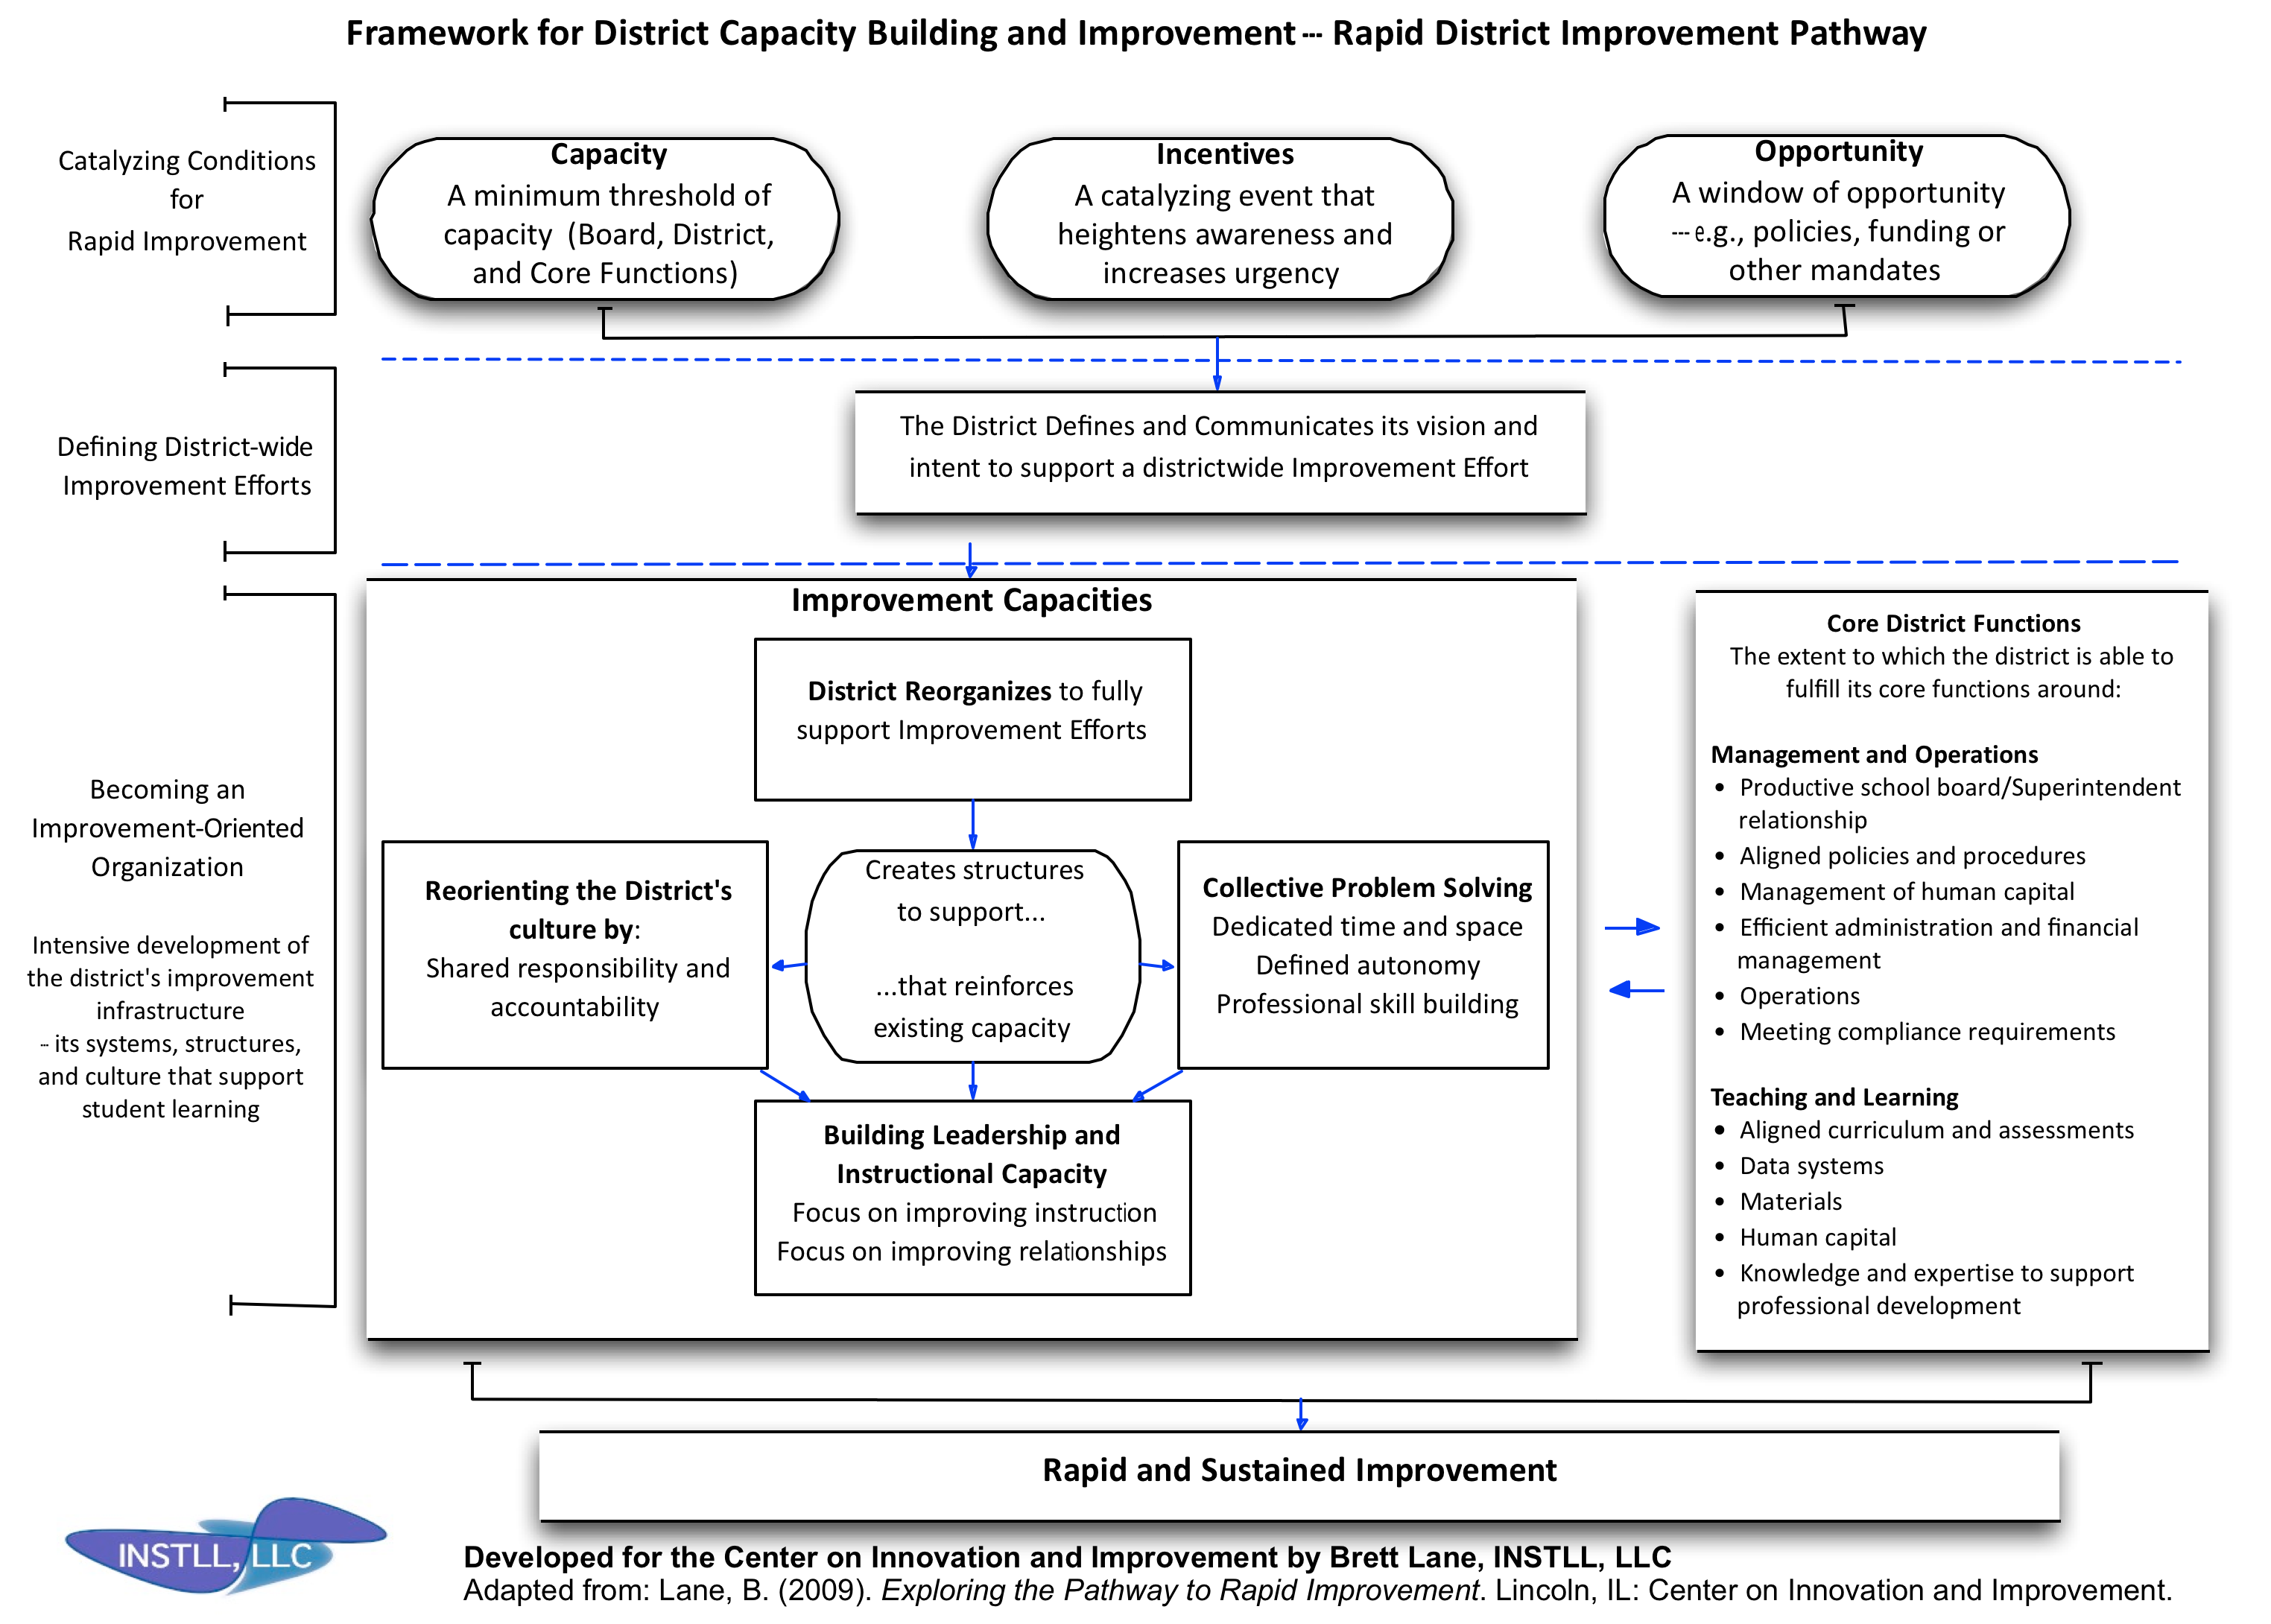 Framework for District Capacity Building and Improvement --- Rapid District Improvement Pathway
Catalyzing Conditions
for
Rapid Improvement
Capacity
A minimum threshold of
capacity (Board, District,
and Core Functions)
Incentives
A catalyzing event that
heightens awareness and
increases urgency
Opportunity
A window of opportunity
--- e.g., policies, funding or
other mandates
Defining District-wide
Improvement Efforts
The District Defines and Communicates its vision and
intent to support a districtwide Improvement Effort
Becoming an
Improvement-Oriented
Organization
Intensive development of
the district's improvement
infrastructure
-- its systems, structures,
and culture that support
student learning
Improvement Capacities
District Reorganizes to fully
support Improvement Efforts
Reorienting the District's
culture by:
Shared responsibility and
accountability
Creates structures
to support...
...that reinforces
existing capacity
Collective Problem Solving
Dedicated time and space
Defined autonomy
Professional skill building
Building Leadership and
Instructional Capacity
Focus on improving instruction
Focus on improving relationships
Core District Functions
The extent to which the district is able to
fulfill its core functions around:
Management and Operations
• Productive school board/Superintendent
relationship
• Aligned policies and procedures
• Management of human capital
• Efficient administration and financial
management
• Operations
• Meeting compliance requirements
Teaching and Learning
• Aligned curriculum and assessments
• Data systems
• Materials
• Human capital
• Knowledge and expertise to support
professional development
Rapid and Sustained Improvement
INSTLL, LLC
Developed for the Center on Innovation and Improvement by Brett Lane, INSTLL, LLC
Adapted from: Lane, B. (2009). Exploring the Pathway to Rapid Improvement. Lincoln, IL: Center on Innovation and Improvement.